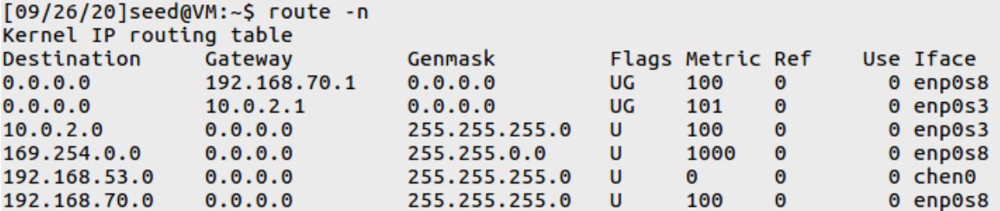 [09/26/20]seed@VM:~$ route -n
Kernel IP routing table
Destination     Gateway         Genmask         Flags Metric Ref    Use Iface
0.0.0.0         192.168.70.1    0.0.0.0         UG    100    0        0 enp0s8
0.0.0.0         10.0.2.1        0.0.0.0         UG    101    0        0 enp0s3
10.0.2.0        0.0.0.0         255.255.255.0   U     100    0        0 enp0s3
169.254.0.0     0.0.0.0         255.255.0.0     U     1000   0        0 enp0s8
192.168.53.0    0.0.0.0         255.255.255.0   U     0      0        0 chen0
192.168.70.0    0.0.0.0         255.255.255.0   U     100    0        0 enp0s8